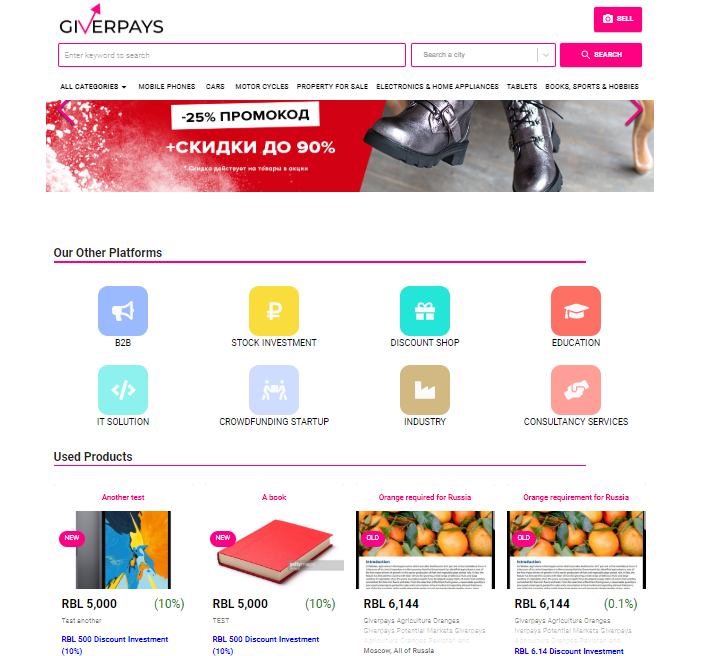 GIVERPAYS
SELL
Enter keyword to search
Search a city
SEARCH
ALL CATEGORIES
MOBILE PHONES
CARS
MOTOR CYCLES
PROPERTY FOR SALE
ELECTRONICS & HOME APPLIANCES
TABLETS
BOOKS, SPORTS & HOBBIES
-25% ПРОМОКОД
+СКИДКИ ДО 90%
*Скидка действует на товары в акции
Our Other Platforms
B2B
STOCK INVESTMENT
DISCOUNT SHOP
EDUCATION
IT SOLUTION
CROWDFUNDING STARTUP
INDUSTRY
CONSULTANCY SERVICES
Used Products
Another test
NEW
RBL 5,000 (10%)
Test another
RBL 500 Discount Investment
(10%)
A book
NEW
RBL 5,000 (10%)
TEST
RBL 500 Discount Investment
(10%)
Orange required for Russia
OLD
Introduction
RBL 6,144
Giverpays Agriculture Oranges
Giverpays Potential Markets Giverpays
Agriculture Oranges Pakistan and
Moscow, All of Russia
Orange requirement for Russia
OLD
Introduction
RBL 6,144 (0.1%)
Giverpays Agriculture Oranges
iverpays Potential Markets Giverpays
Agriculture Oranges Pakistan and
RBL 6.14 Discount Investment